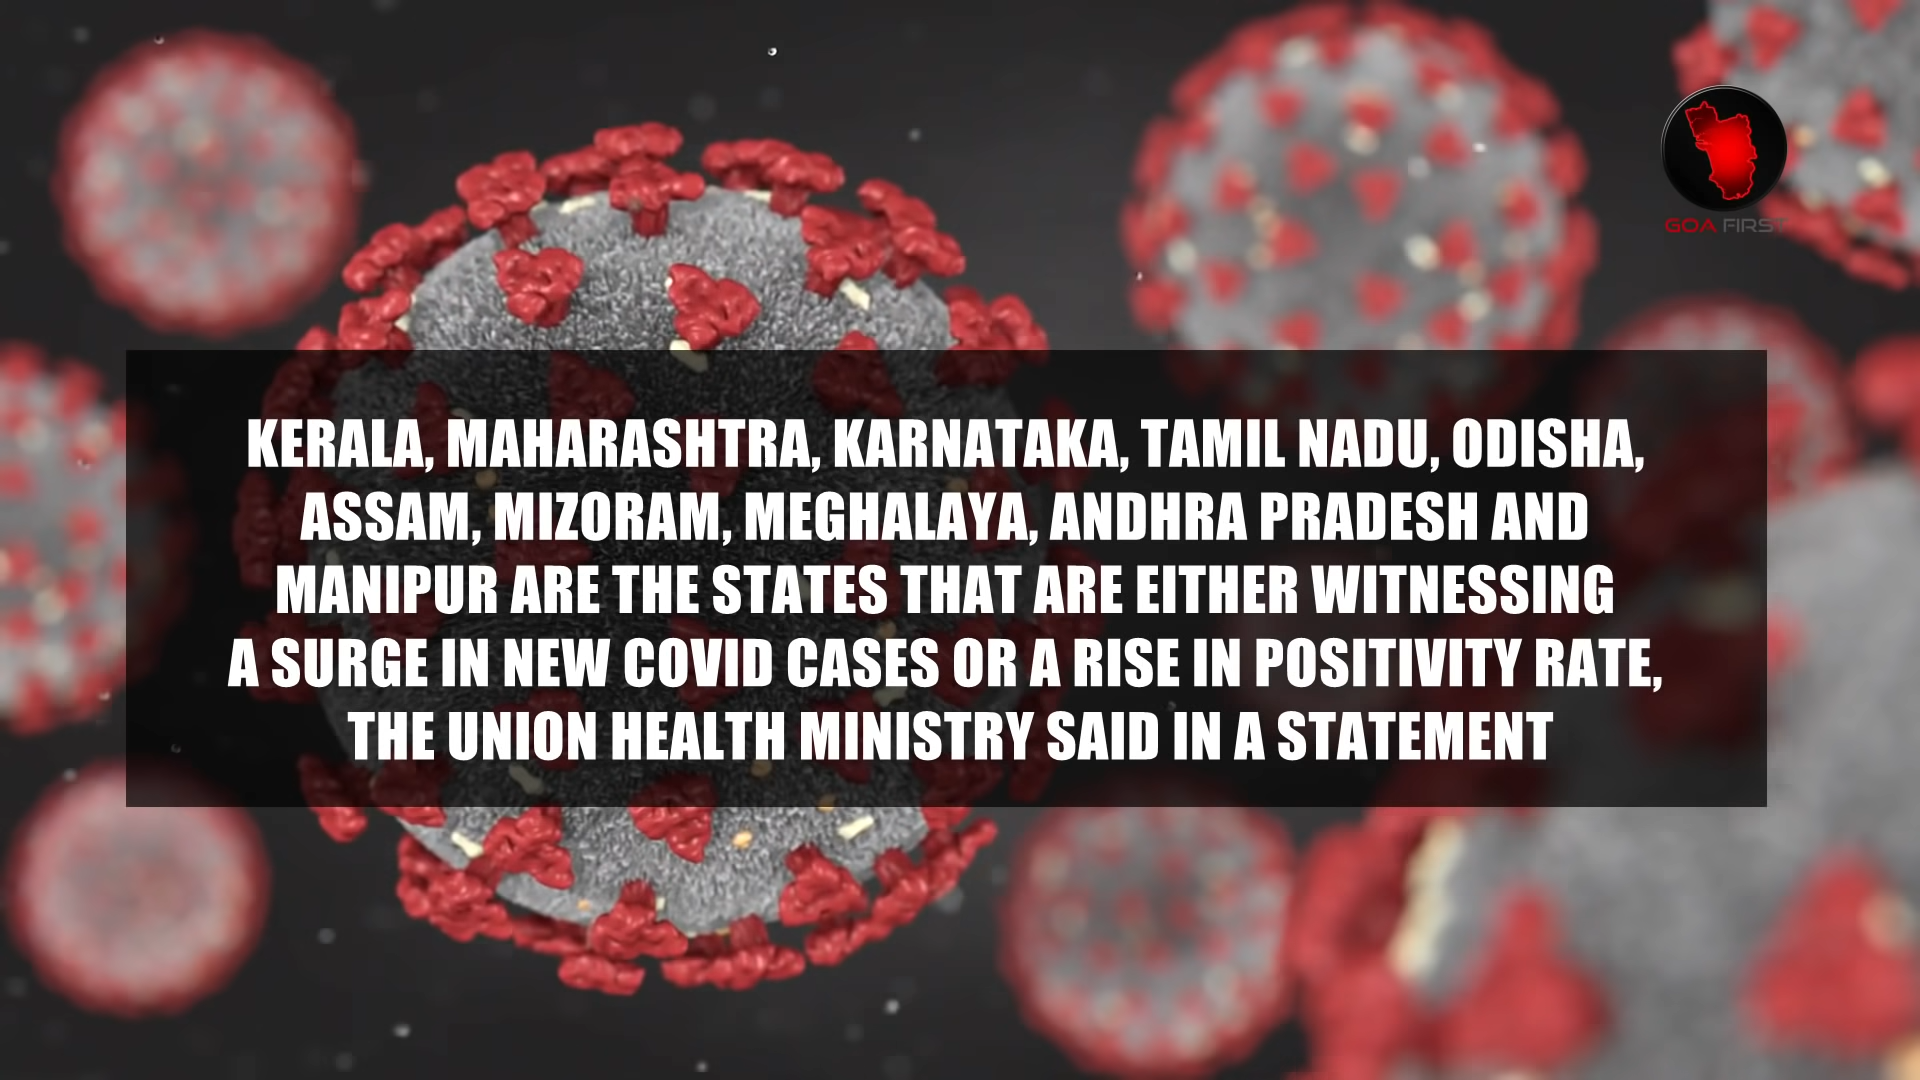 GOA FIRST
KERALA, MAHARASHTRA, KARNATAKA, TAMIL NADU, ODISHA,
ASSAM, MIZORAM, MEGHALAYA, ANDHRA PRADESH AND
MANIPUR ARE THE STATES THAT ARE EITHER WITNESSING
A SURGE IN NEW COVID CASES OR A RISE IN POSITIVITY RATE,
THE UNION HEALTH MINISTRY SAID IN A STATEMENT